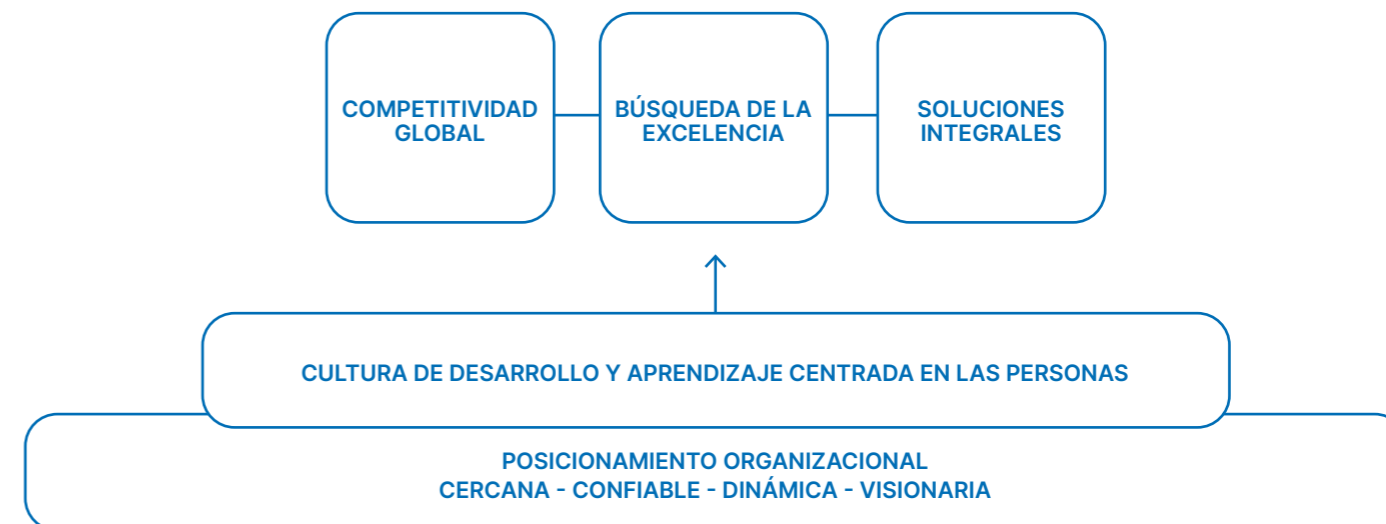 COMPETITIVIDAD
GLOBAL
BÚSQUEDA DE LA
EXCELENCIA
SOLUCIONES
INTEGRALES
CULTURA DE DESARROLLO Y APRENDIZAJE CENTRADA EN LAS PERSONAS
POSICIONAMIENTO ORGANIZACIONAL
CERCANA - CONFIABLE - DINÁMICA - VISIONARIA